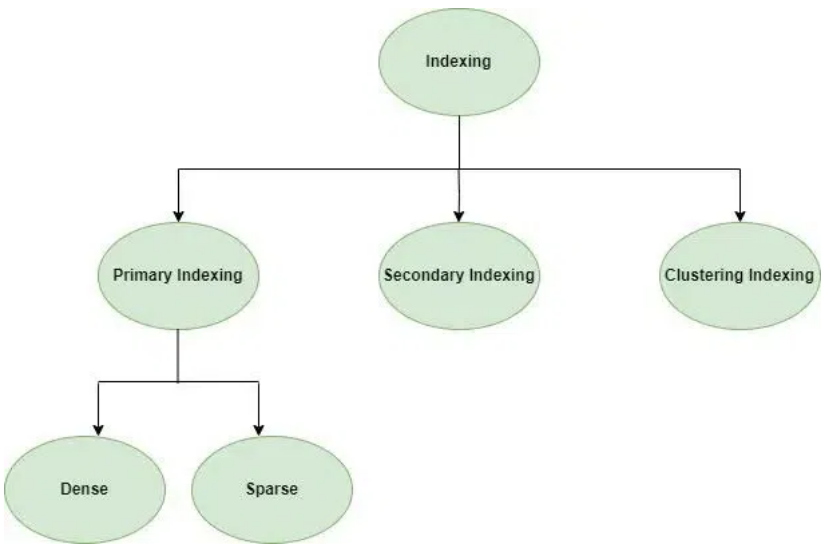 Indexing
Primary Indexing
Secondary Indexing
Clustering Indexing
Dense
Sparse